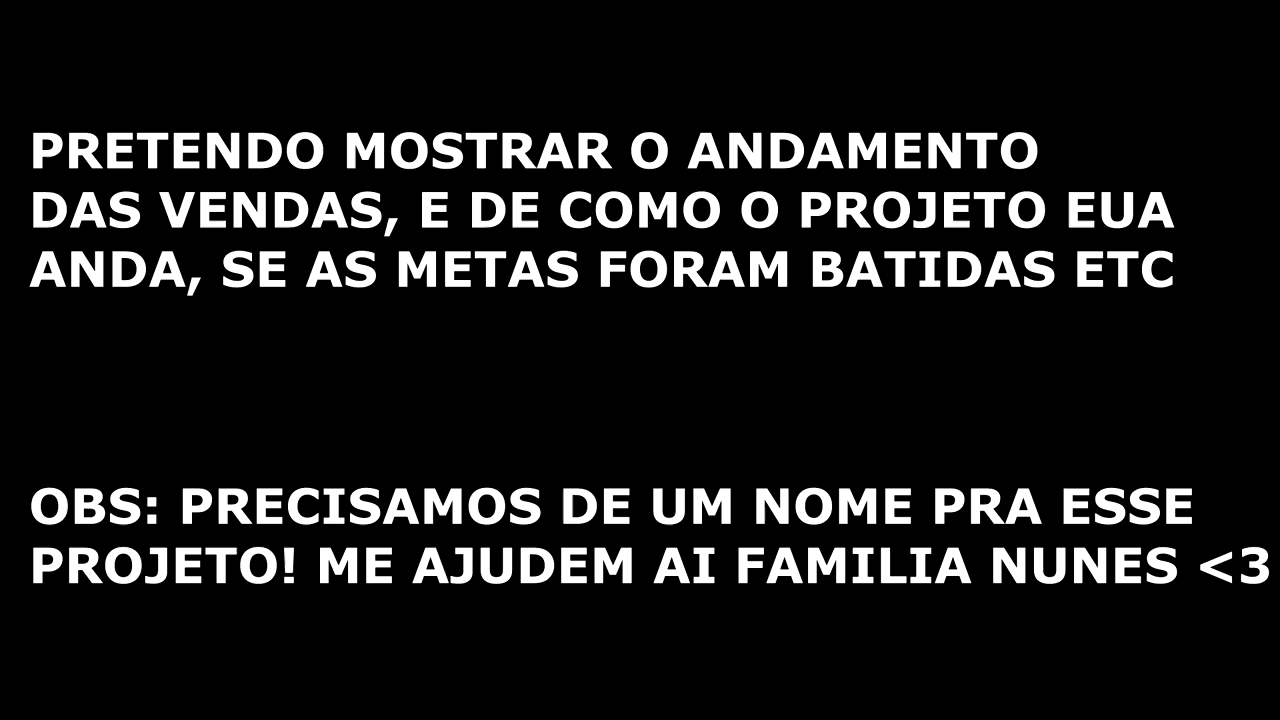 PRETENDO MOSTRAR O ANDAMENTO
DAS VENDAS, E DE COMO O PROJETO EUA
ANDA, SE AS METAS FORAM BATIDAS ETC
OBS: PRECISAMOS DE UM NOME PRA ESSE
PROJETO! ME AJUDEM AI FAMILIA NUNES <3